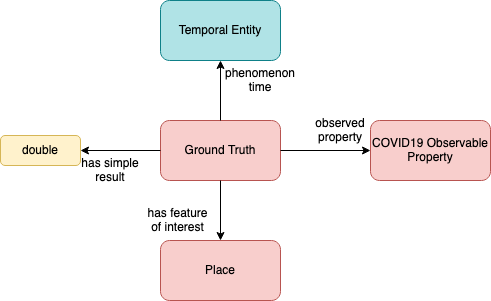 Temporal Entity
phenomenon
time
observed
property
double
has simple
result
Ground Truth
COVID19 Observable
Property
has feature
of interest
Place